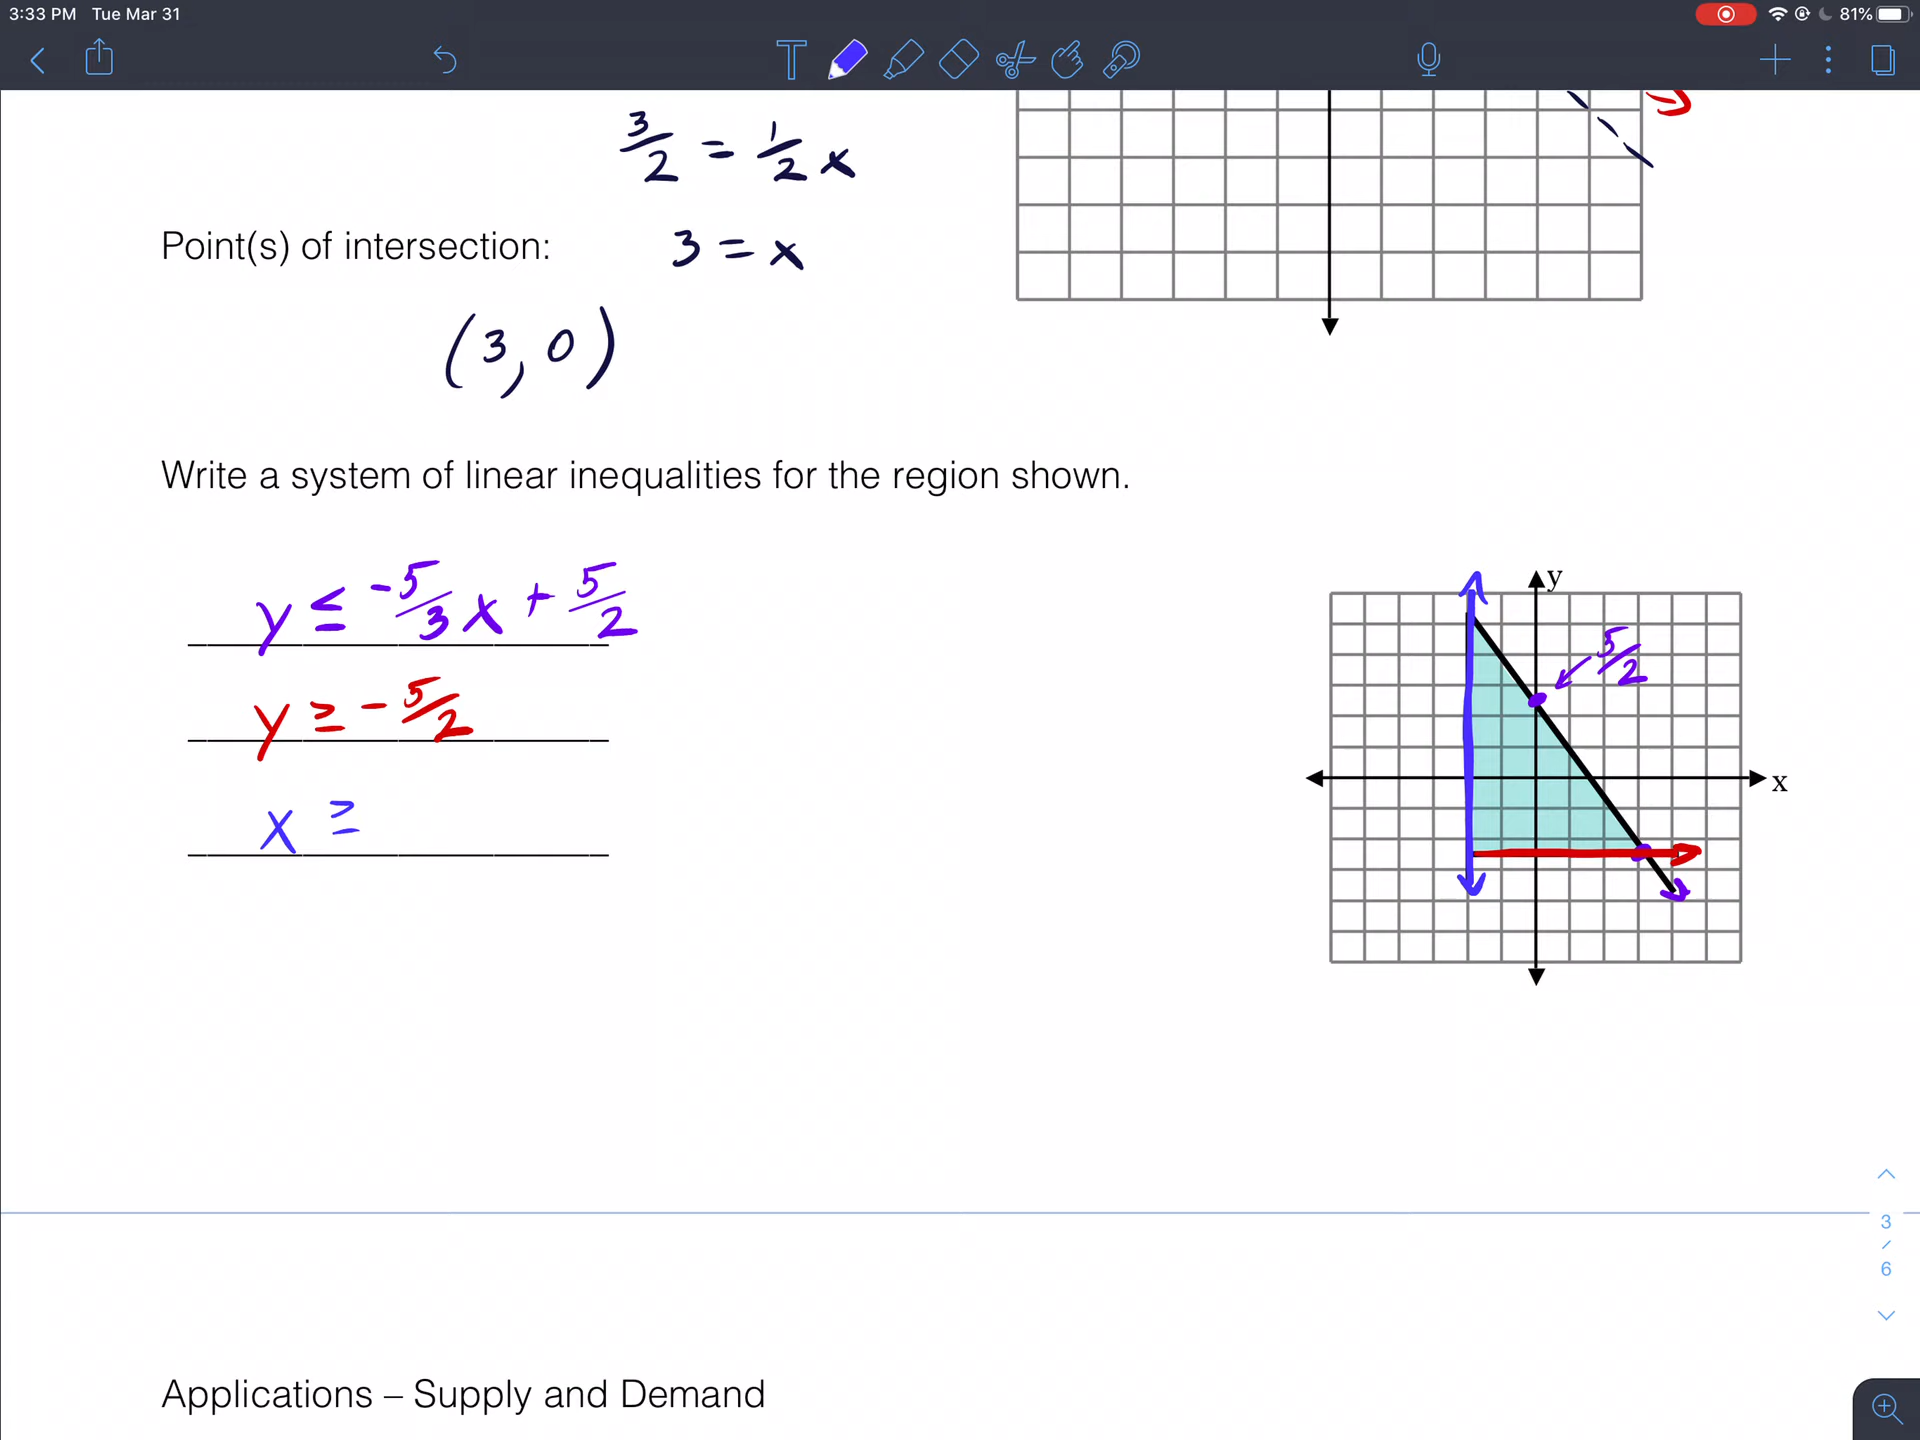 3:33 PM Tue Mar 31
81%
3/2 = 1/2 x
Point(s) of intersection:
3 = x
(3, 0)
Write a system of linear inequalities for the region shown.
y ≤ -5/3 x + 5/2
y ≥ -5/2
x ≥
y
5/2
x
3
/
6
Applications – Supply and Demand